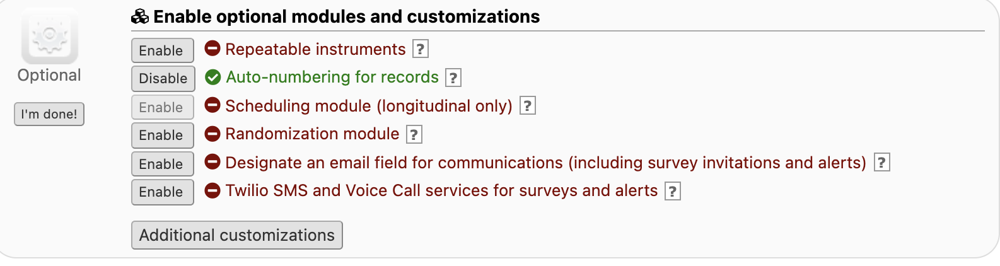 Enable optional modules and customizations
Optional
I'm done!
Enable Repeatable instruments ?
Disable Auto-numbering for records ?
Enable Scheduling module (longitudinal only) ?
Enable Randomization module ?
Enable Designate an email field for communications (including survey invitations and alerts) ?
Enable Twilio SMS and Voice Call services for surveys and alerts ?
Additional customizations